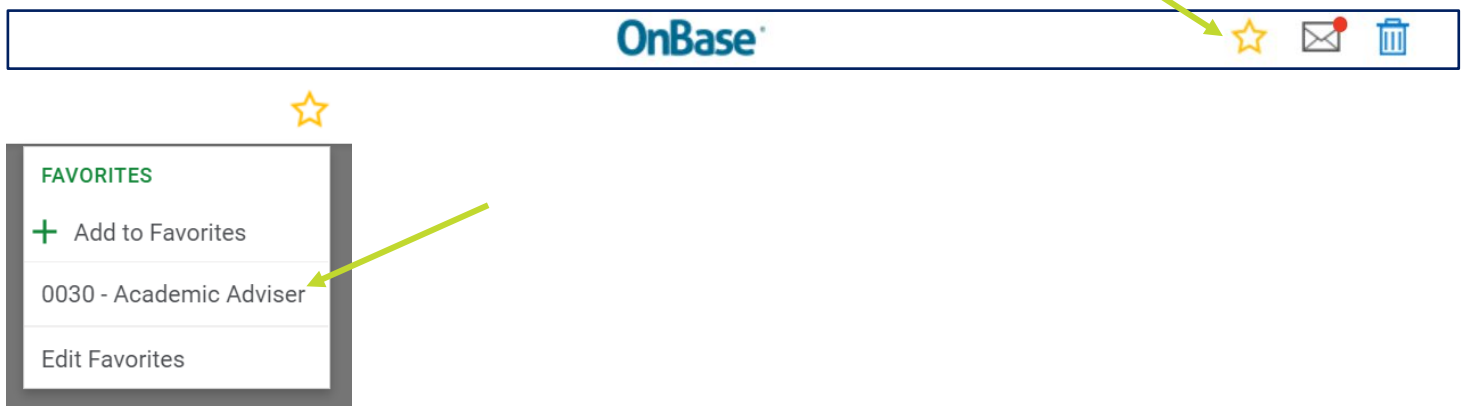 OnBase
FAVORITES
+ Add to Favorites
0030 - Academic Adviser
Edit Favorites